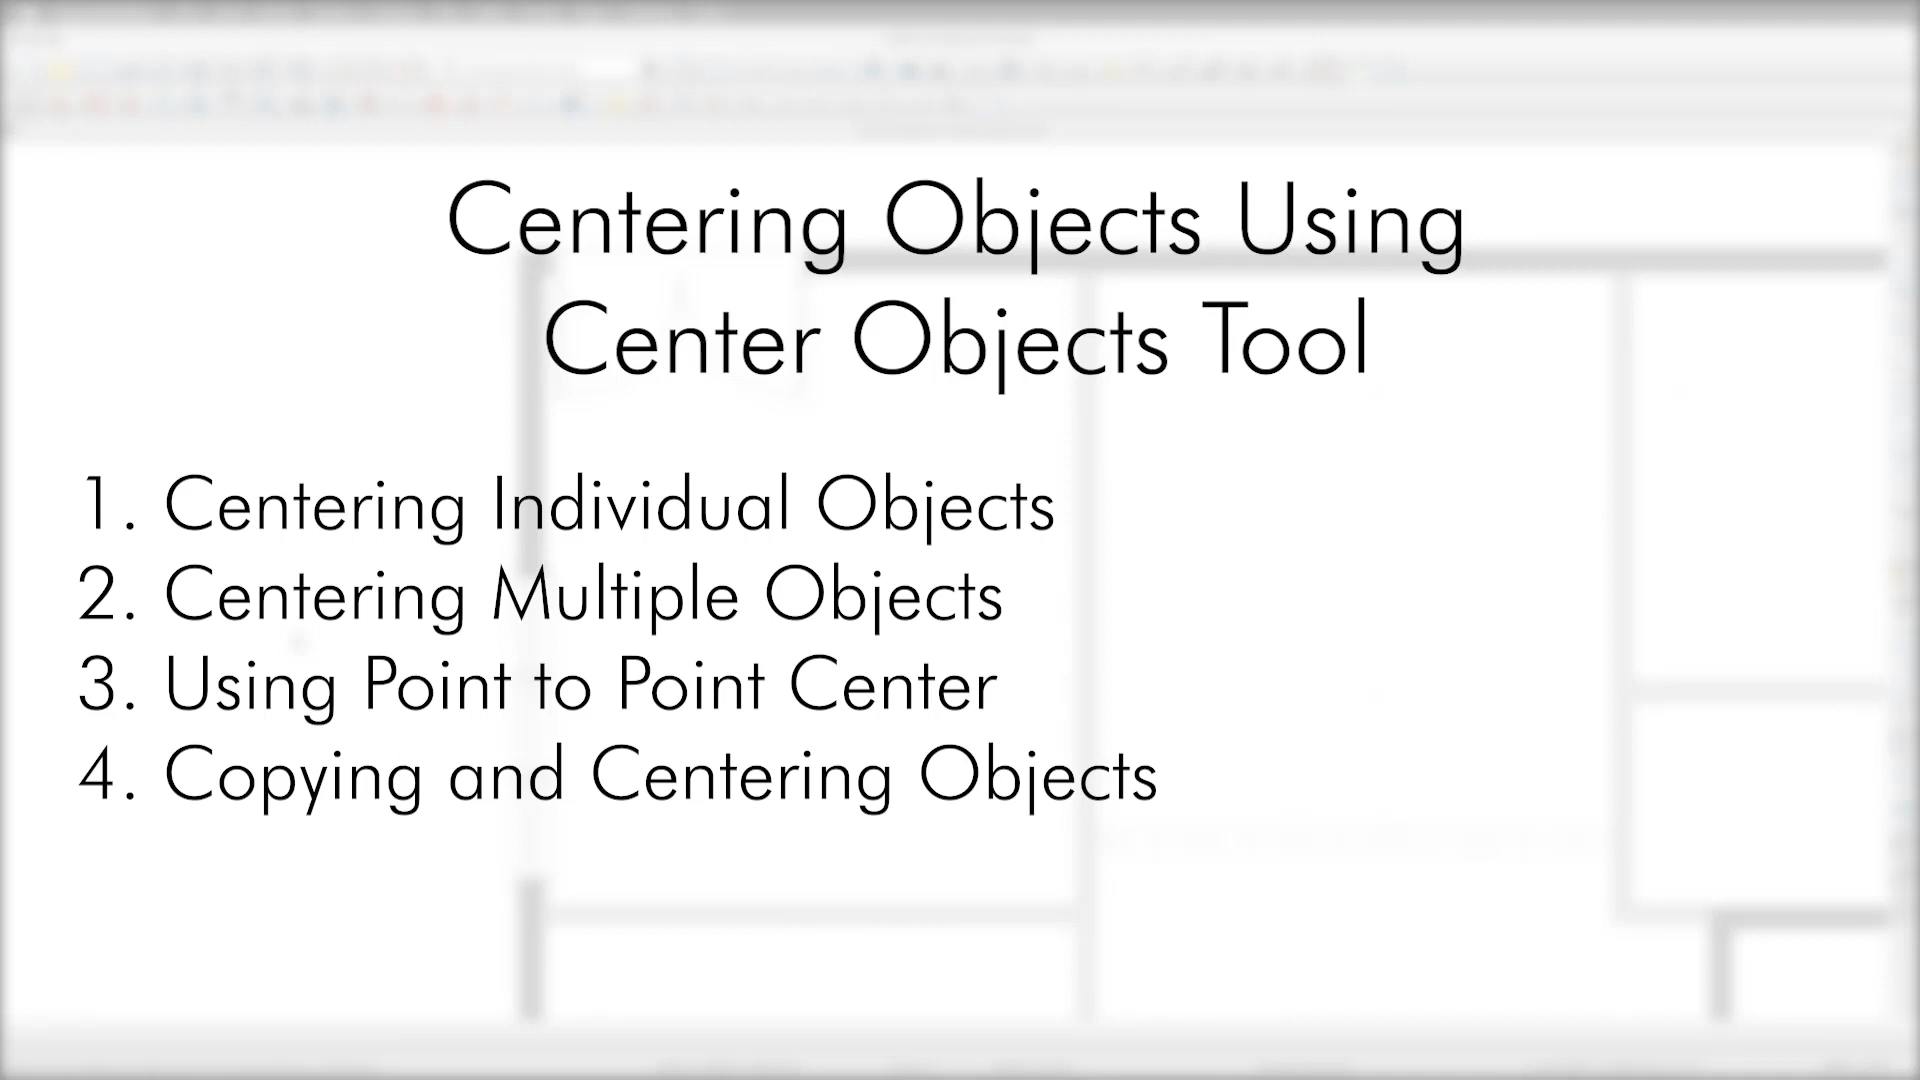 Centering Objects Using
Center Objects Tool
1. Centering Individual Objects
2. Centering Multiple Objects
3. Using Point to Point Center
4. Copying and Centering Objects